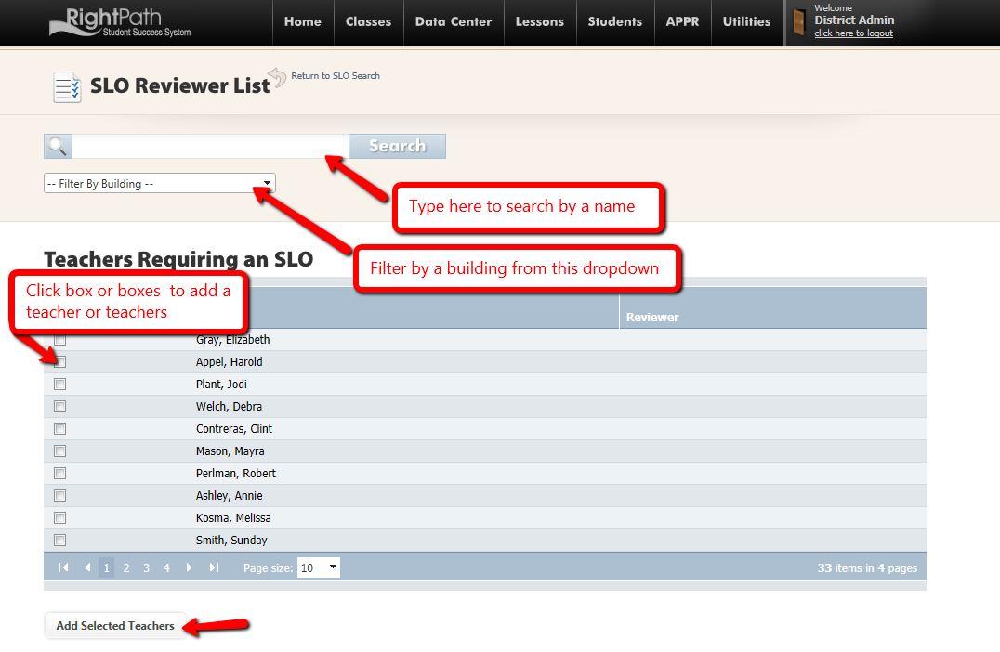 RightPath
Student Success System
Home
Classes
Data Center
Lessons
Students
APPR
Utilities
Welcome
District Admin
click here to logout
SLO Reviewer List
Return to SLO Search
Search
-- Filter By Building --
Type here to search by a name
Filter by a building from this dropdown
Teachers Requiring an SLO
Click box or boxes to add a
teacher or teachers
Reviewer
Gray, Elizabeth
Appel, Harold
Plant, Jodi
Welch, Debra
Contreras, Clint
Mason, Mayra
Perlman, Robert
Ashley, Annie
Kosma, Melissa
Smith, Sunday
1 2 3 4 Page size: 10 33 items in 4 pages
Add Selected Teachers